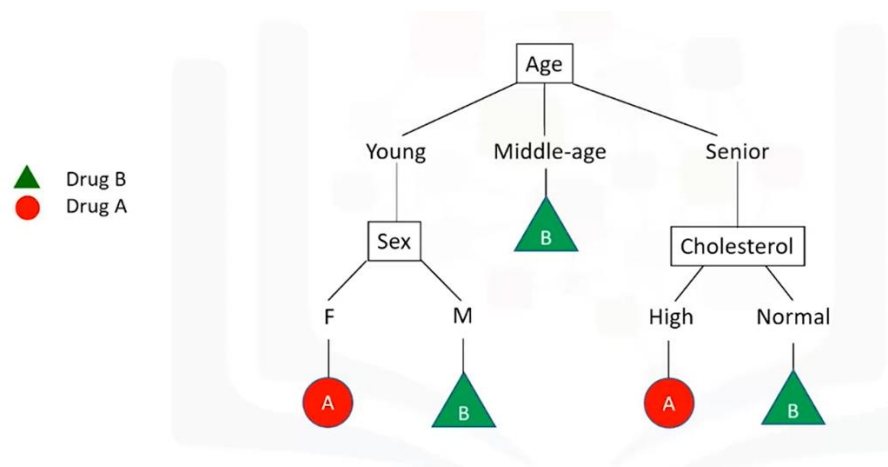 Age
Young Middle-age Senior
Drug B
Drug A
B
Sex
Cholesterol
F M High Normal
A B A B